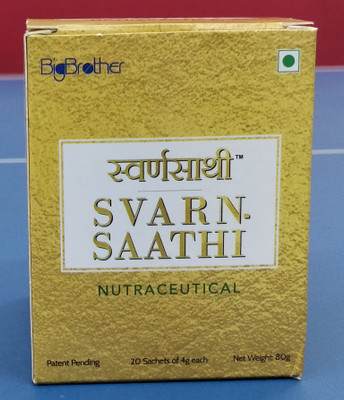 BigBrother
स्वर्णसाथी™
SVARN-
SAATHI
NUTRACEUTICAL
Patent Pending 20 Sachets of 4g each Net Weight: 80g